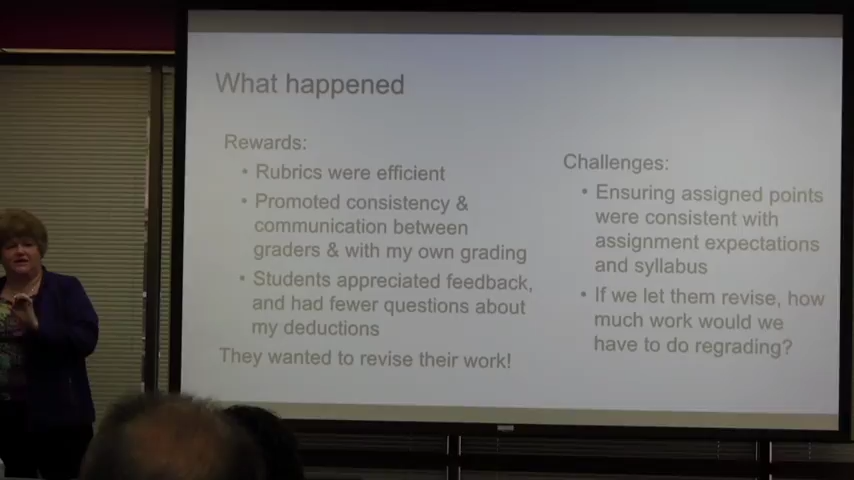 What happened
Rewards:
• Rubrics were efficient
• Promoted consistency &
communication between
graders & with my own grading
• Students appreciated feedback,
and had fewer questions about
my deductions
They wanted to revise their work!
Challenges:
• Ensuring assigned points
were consistent with
assignment expectations
and syllabus
• If we let them revise, how
much work would we
have to do regrading?